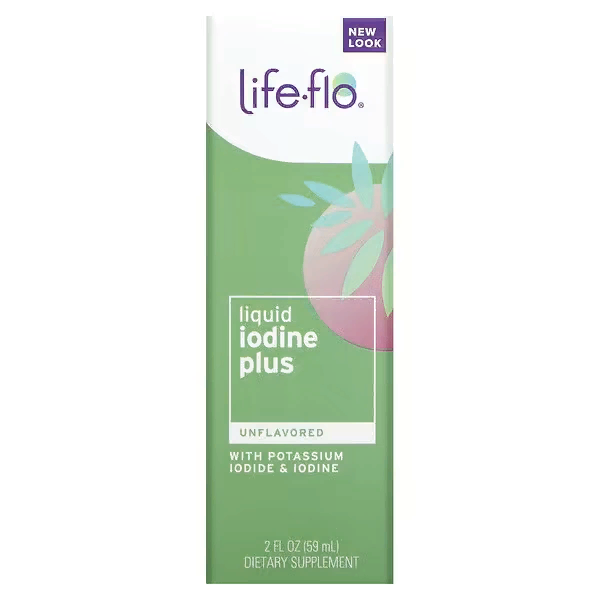 NEW
LOOK
life·flo®
liquid
iodine
plus
UNFLAVORED
WITH POTASSIUM
IODIDE & IODINE
2 FL OZ (59 mL)
DIETARY SUPPLEMENT